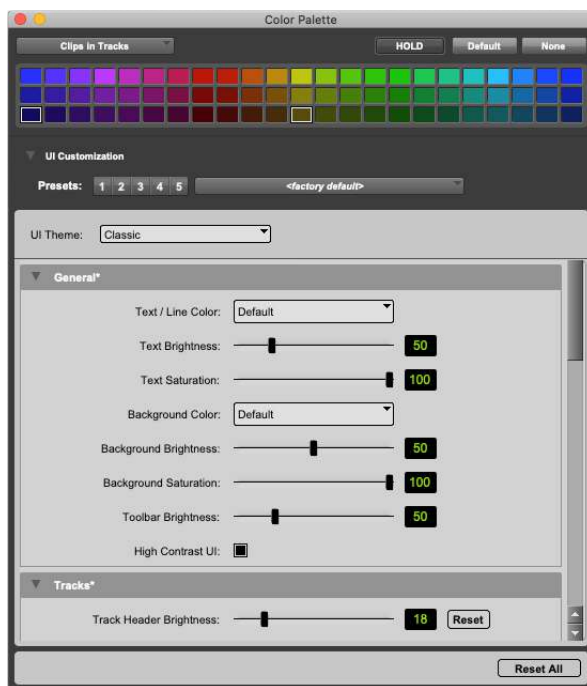 Color Palette
Clips in Tracks HOLD Default None
UI Customization
Presets: 1 2 3 4 5 <factory default>
UI Theme: Classic
General*
Text / Line Color: Default
Text Brightness: 50
Text Saturation: 100
Background Color: Default
Background Brightness: 50
Background Saturation: 100
Toolbar Brightness: 50
High Contrast UI:
Tracks*
Track Header Brightness: 18 Reset
Reset All